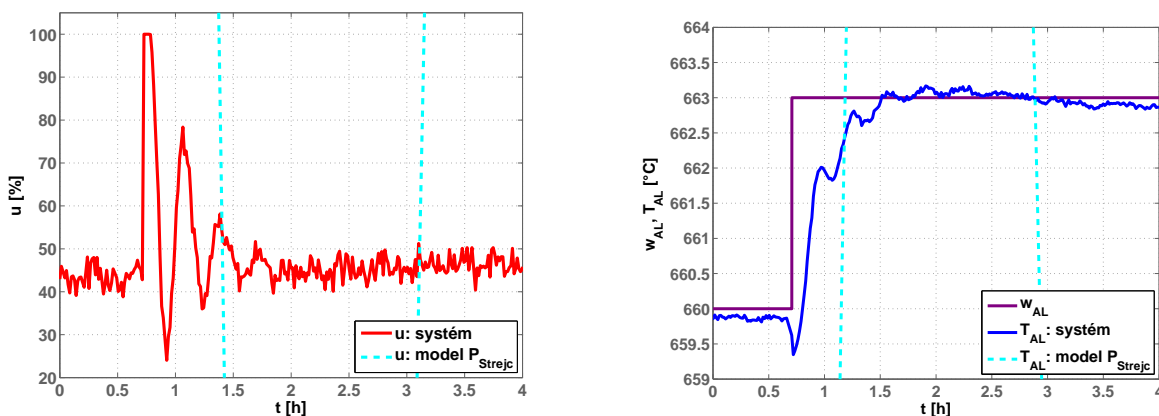 100
90
80
70
60
50
40
30
20
u [%]
0 0.5 1 1.5 2 2.5 3 3.5 4
t [h]
u: systém
u: model P_Strejc
664
663.5
663
662.5
662
661.5
661
660.5
660
659.5
659
w_AL, T_AL [°C]
0 0.5 1 1.5 2 2.5 3 3.5 4
t [h]
w_AL
T_AL: systém
T_AL: model P_Strejc